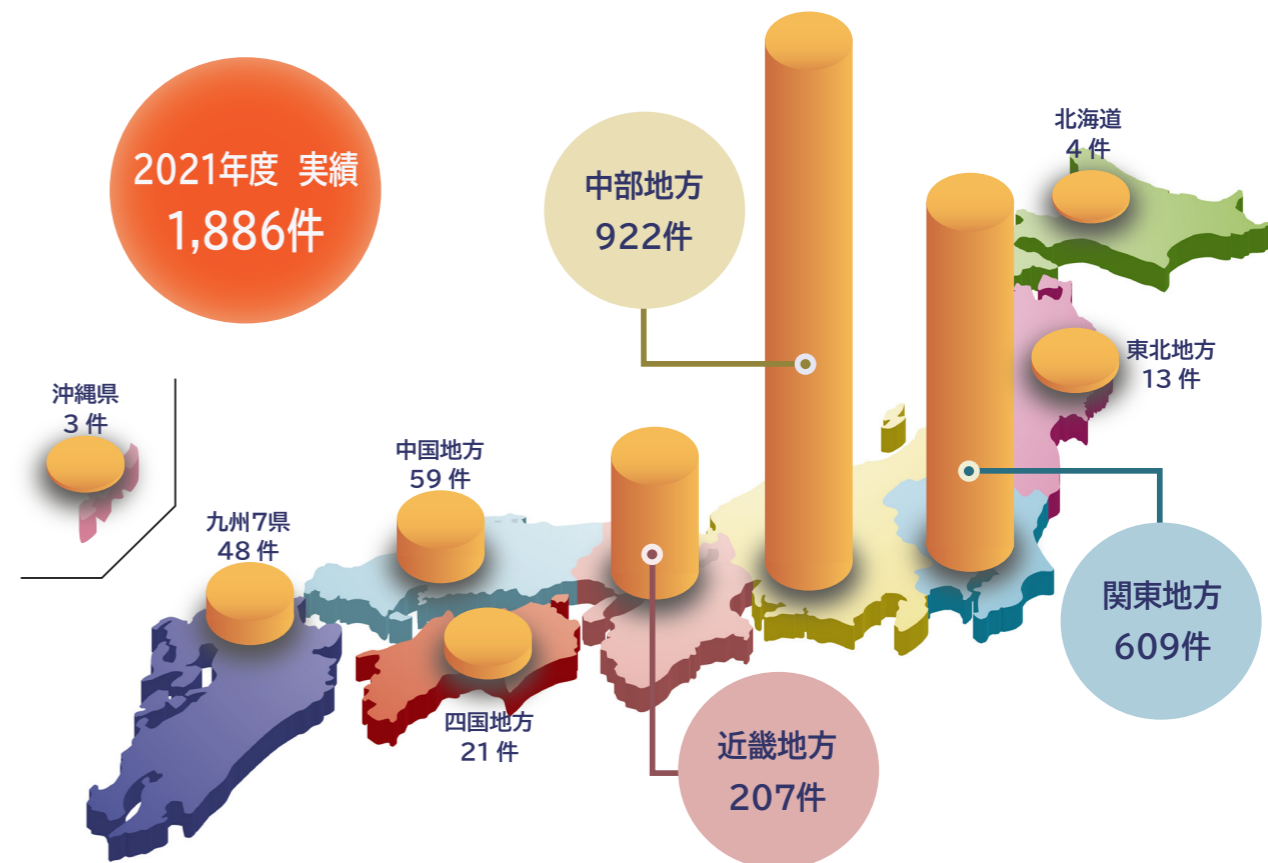 2021年度 実績
1,886件
中部地方
922件
北海道
4 件
東北地方
13 件
沖縄県
3 件
中国地方
59 件
九州7県
48 件
関東地方
609件
四国地方
21 件
近畿地方
207件